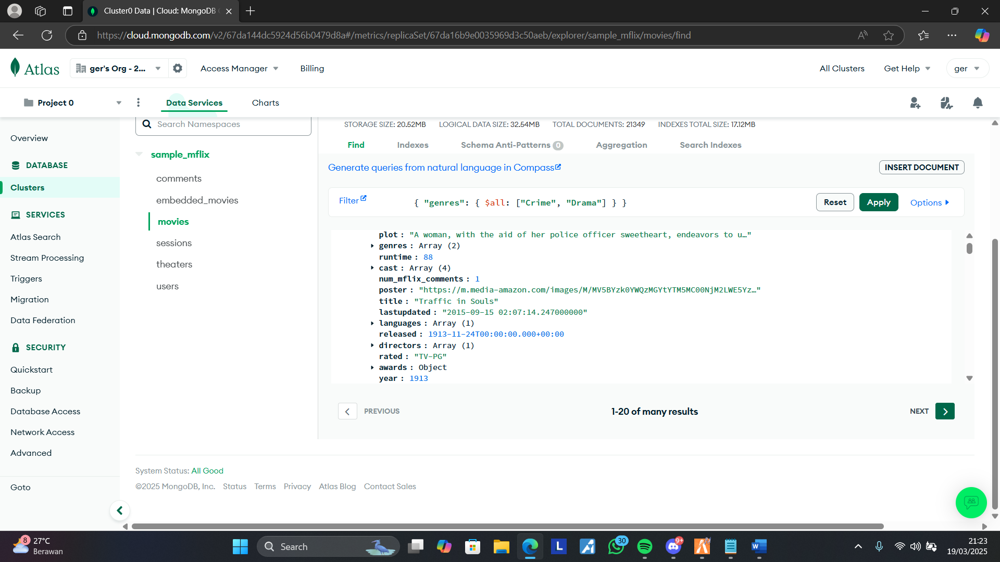 Cluster0 Data | Cloud: MongoDB
https://cloud.mongodb.com/v2/67da144dc5924d56b0479d8a#/metrics/replicaSet/67da16b9e0035969d3c50aeb/explorer/sample_mflix/movies/find
Atlas
ger's Org - 2...
Access Manager
Billing
All Clusters
Get Help
ger
Project 0
Data Services
Charts
Overview
DATABASE
Clusters
SERVICES
Atlas Search
Stream Processing
Triggers
Migration
Data Federation
SECURITY
Quickstart
Backup
Database Access
Network Access
Advanced
Goto
Search Namespaces
sample_mflix
comments
embedded_movies
movies
sessions
theaters
users
STORAGE SIZE: 20.52MB LOGICAL DATA SIZE: 32.54MB TOTAL DOCUMENTS: 21349 INDEXES TOTAL SIZE: 17.12MB
Find
Indexes
Schema Anti-Patterns 0
Aggregation
Search Indexes
Generate queries from natural language in Compass
INSERT DOCUMENT
Filter
{ "genres": { $all: ["Crime", "Drama"] } }
Reset
Apply
Options
plot : "A woman, with the aid of her police officer sweetheart, endeavors to u…"
genres : Array (2)
runtime : 88
cast : Array (4)
num_mflix_comments : 1
poster : "https://m.media-amazon.com/images/M/MV5BYzk0YWQzMGYtYTM5MC00NjM2LWE5Yz…"
title : "Traffic in Souls"
lastupdated : "2015-09-15 02:07:14.247000000"
languages : Array (1)
released : 1913-11-24T00:00:00.000+00:00
directors : Array (1)
rated : "TV-PG"
awards : Object
year : 1913
PREVIOUS
1-20 of many results
NEXT
System Status: All Good
©2025 MongoDB, Inc. Status Terms Privacy Atlas Blog Contact Sales
8
27°C
Berawan
Search
L
30
9+
W
21:23
19/03/2025